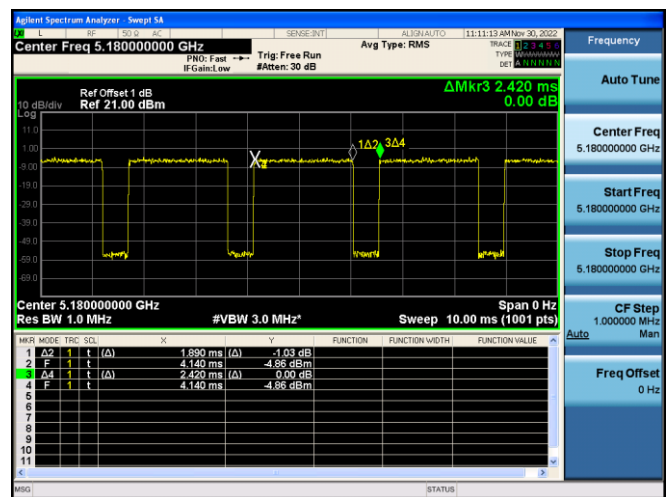 Agilent Spectrum Analyzer - Swept SA
L RF 50 Ω AC SENSE:INT ALIGN AUTO 11:11:13 AM Nov 30, 2022
Center Freq 5.180000000 GHz
PNO: Fast
IFGain:Low
Trig: Free Run
#Atten: 30 dB
Avg Type: RMS
TRACE 1 2 3 4 5 6
TYPE
DET A N N N N N
Frequency
Ref Offset 1 dB
10 dB/div Ref 21.00 dBm
Log
ΔMkr3 2.420 ms
0.00 dB
11.0
1.00
-9.00
-19.0
-29.0
-39.0
-49.0
-59.0
-69.0
1Δ2 3Δ4
Center 5.180000000 GHz Span 0 Hz
Res BW 1.0 MHz #VBW 3.0 MHz* Sweep 10.00 ms (1001 pts)
MKR MODE TRC SCL X Y FUNCTION FUNCTION WIDTH FUNCTION VALUE
1 Δ2 1 t (Δ) 1.890 ms (Δ) -1.03 dB
2 F 1 t 4.140 ms -4.86 dBm
3 Δ4 1 t (Δ) 2.420 ms (Δ) 0.00 dB
4 F 1 t 4.140 ms -4.86 dBm
5
6
7
8
9
10
11
MSG STATUS
Auto Tune
Center Freq
5.180000000 GHz
Start Freq
5.180000000 GHz
Stop Freq
5.180000000 GHz
CF Step
1.000000 MHz
Auto Man
Freq Offset
0 Hz